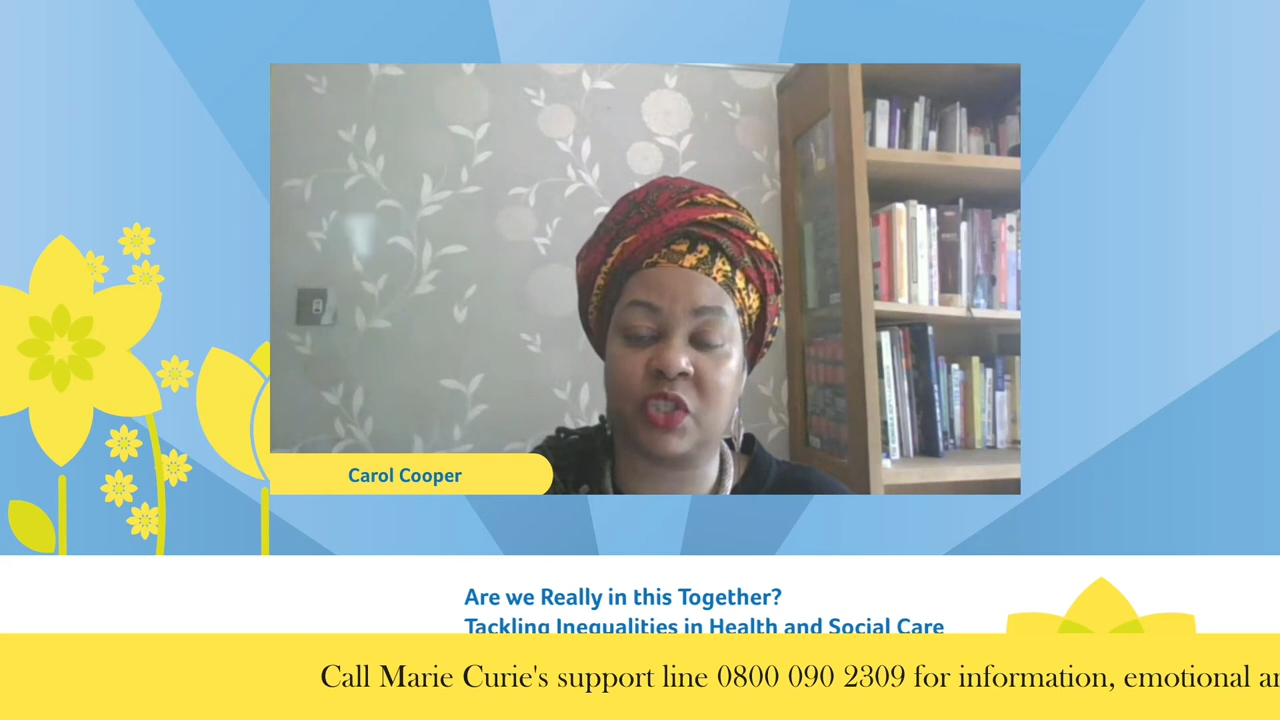 Carol Cooper
Are we Really in this Together?
Tackling Inequalities in Health and Social Care
Call Marie Curie's support line 0800 090 2309 for information, emotional